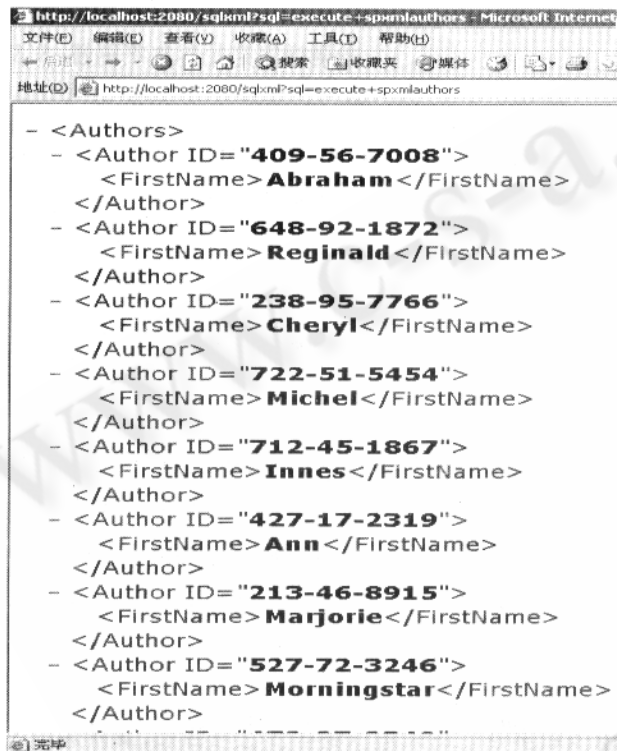 http://localhost:2080/sqlxml?sql=execute+spxmlauthors - Microsoft Internet
文件(F) 编辑(E) 查看(V) 收藏(A) 工具(T) 帮助(H)
后退 搜索 收藏夹 媒体
地址(D) http://localhost:2080/sqlxml?sql=execute+spxmlauthors
- <Authors>
- <Author ID="409-56-7008">
<FirstName>Abraham</FirstName>
</Author>
- <Author ID="648-92-1872">
<FirstName>Reginald</FirstName>
</Author>
- <Author ID="238-95-7766">
<FirstName>Cheryl</FirstName>
</Author>
- <Author ID="722-51-5454">
<FirstName>Michel</FirstName>
</Author>
- <Author ID="712-45-1867">
<FirstName>Innes</FirstName>
</Author>
- <Author ID="427-17-2319">
<FirstName>Ann</FirstName>
</Author>
- <Author ID="213-46-8915">
<FirstName>Marjorie</FirstName>
</Author>
- <Author ID="527-72-3246">
<FirstName>Morningstar</FirstName>
</Author>
完毕
www.c-s-a.